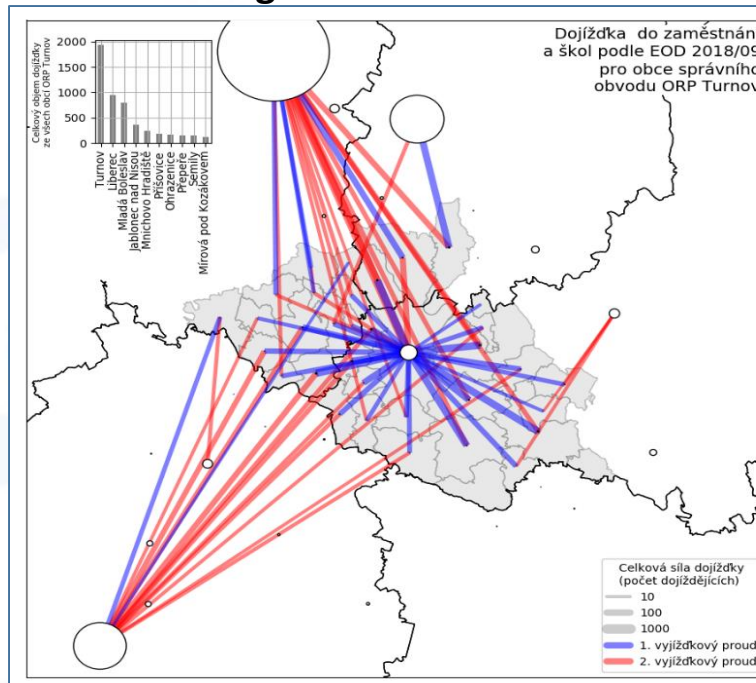 Dojížďka do zaměstnán
a škol podle EOD 2018/09
pro obce správního
obvodu ORP Turnov
Celkový objem dojížďky
ze všech obcí ORP Turnov
2000
1500
1000
500
0
Turnov
Liberec
Mladá Boleslav
Jablonec nad Nisou
Mnichovo Hradiště
Příšovice
Ohrazenice
Přepeře
Semily
Mírová pod Kozákovem
Celková síla dojížďky
(počet dojíždějících)
10
100
1000
1. vyjížďkový proud
2. vyjížďkový proud